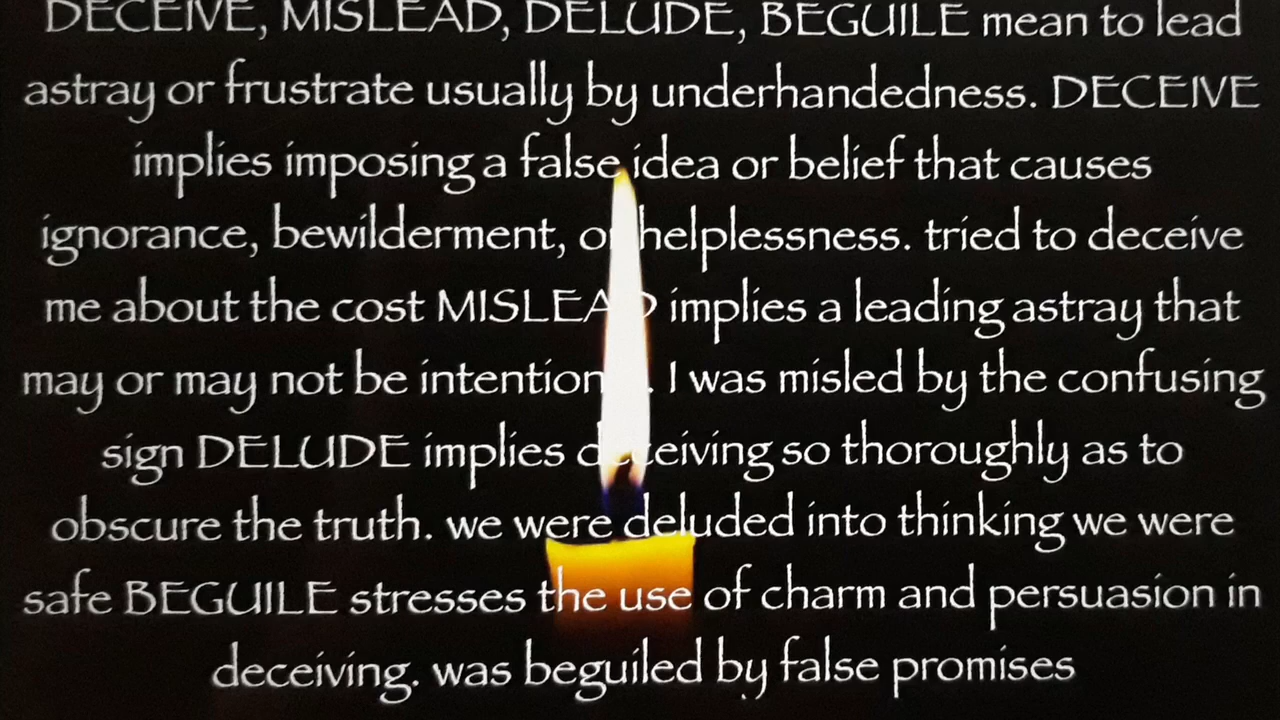 DECEIVE, MISLEAD, DELUDE, BEGUILE mean to lead
astray or frustrate usually by underhandedness. DECEIVE
implies imposing a false idea or belief that causes
ignorance, bewilderment, or helplessness. tried to deceive
me about the cost MISLEAD implies a leading astray that
may or may not be intention . I was misled by the confusing
sign DELUDE implies deceiving so thoroughly as to
obscure the truth. we were deluded into thinking we were
safe BEGUILE stresses the use of charm and persuasion in
deceiving. was beguiled by false promises